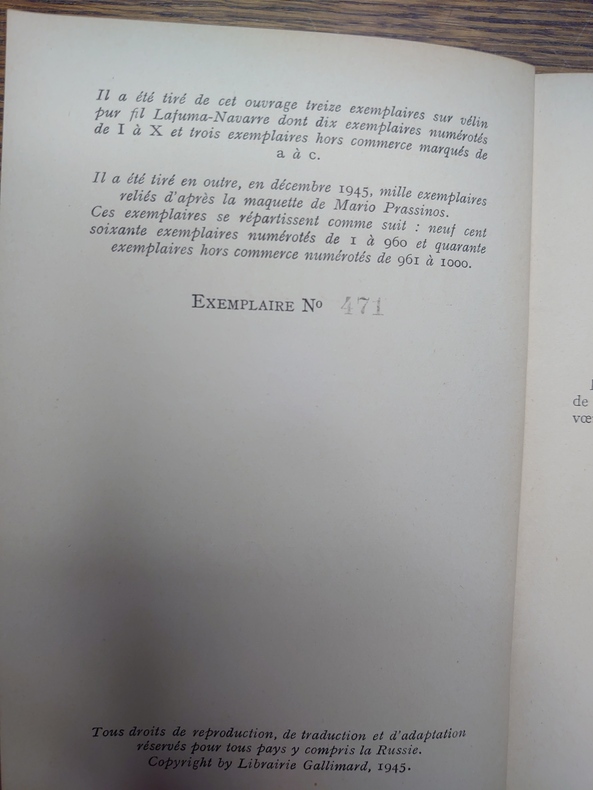 Il a été tiré de cet ouvrage treize exemplaires sur vélin
pur fil Lafuma-Navarre dont dix exemplaires numérotés
de I à X et trois exemplaires hors commerce marqués de
a à c.
Il a été tiré en outre, en décembre 1945, mille exemplaires
reliés d'après la maquette de Mario Prassinos.
Ces exemplaires se répartissent comme suit : neuf cent
soixante exemplaires numérotés de 1 à 960 et quarante
exemplaires hors commerce numérotés de 961 à 1000.
EXEMPLAIRE Nº 471
Tous droits de reproduction, de traduction et d'adaptation
réservés pour tous pays y compris la Russie.
Copyright by Librairie Gallimard, 1945.
de